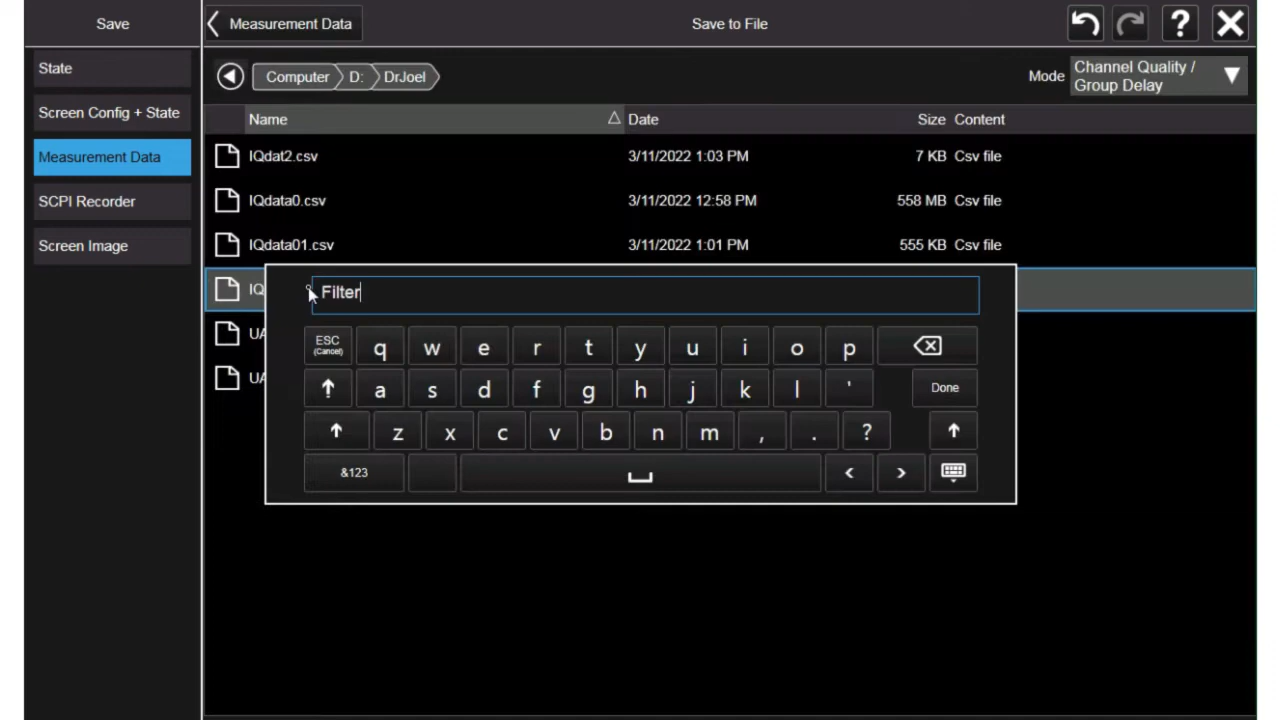 Save
Measurement Data
Save to File
?
State
Screen Config + State
Measurement Data
SCPI Recorder
Screen Image
Computer
D:
DrJoel
Mode
Channel Quality /
Group Delay
Name
Date
Size
Content
IQdat2.csv
3/11/2022 1:03 PM
7 KB
Csv file
IQdata0.csv
3/11/2022 12:58 PM
558 MB
Csv file
IQdata01.csv
3/11/2022 1:01 PM
555 KB
Csv file
IQ
UA
UA
Filter
ESC
(Cancel)
q w e r t y u i o p
a s d f g h j k l '
Done
z x c v b n m , . ?
&123
< >